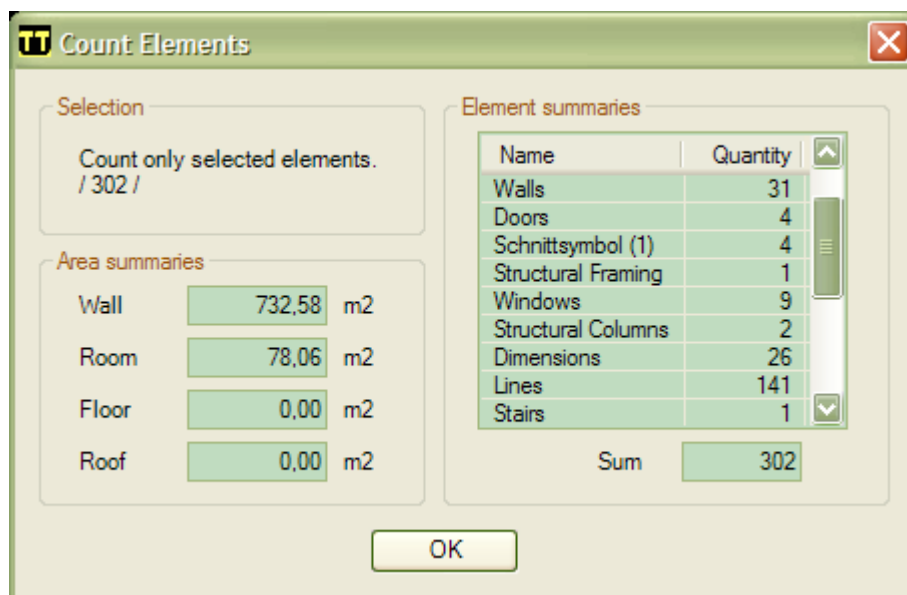 TT Count Elements
Selection
Count only selected elements.
/ 302 /
Area summaries
Wall 732,58 m2
Room 78,06 m2
Floor 0,00 m2
Roof 0,00 m2
Element summaries
Name Quantity
Walls 31
Doors 4
Schnittsymbol (1) 4
Structural Framing 1
Windows 9
Structural Columns 2
Dimensions 26
Lines 141
Stairs 1
Sum 302
OK